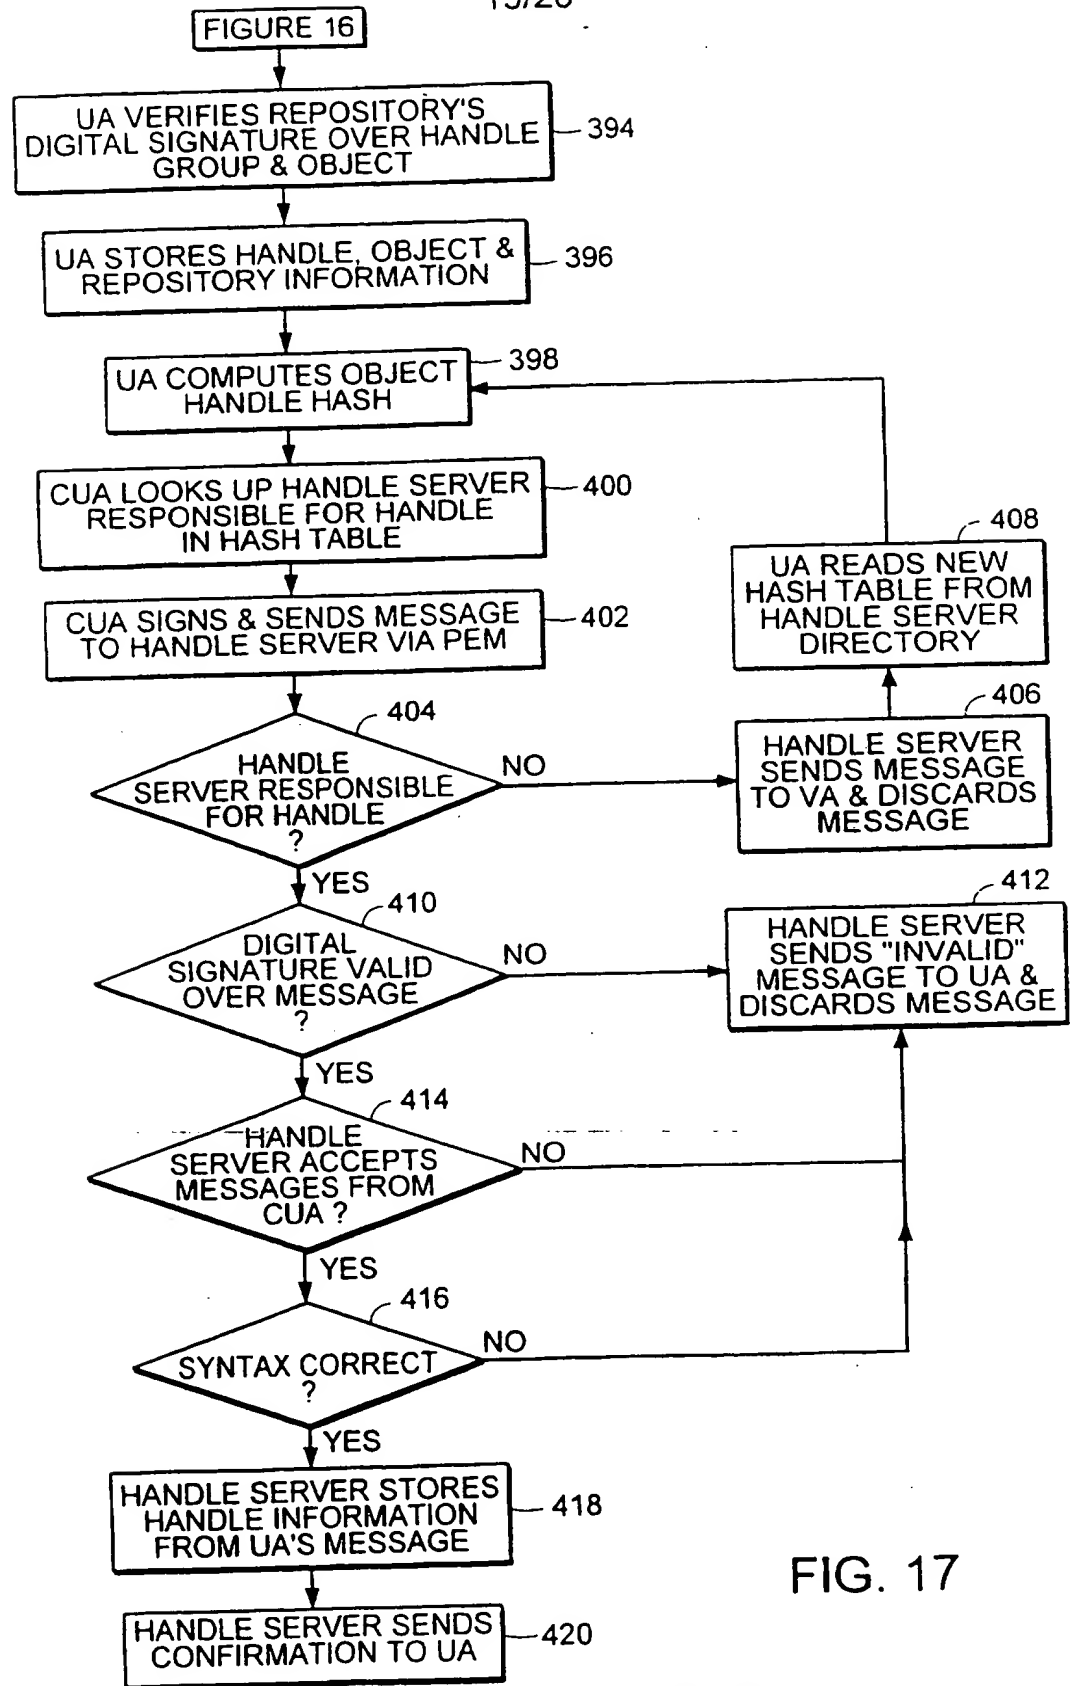 FIGURE 16
UA VERIFIES REPOSITORY'S
DIGITAL SIGNATURE OVER HANDLE
GROUP & OBJECT
394
UA STORES HANDLE, OBJECT &
REPOSITORY INFORMATION
396
UA COMPUTES OBJECT
HANDLE HASH
398
CUA LOOKS UP HANDLE SERVER
RESPONSIBLE FOR HANDLE
IN HASH TABLE
400
CUA SIGNS & SENDS MESSAGE
TO HANDLE SERVER VIA PEM
402
408
UA READS NEW
HASH TABLE FROM
HANDLE SERVER
DIRECTORY
404
HANDLE
SERVER RESPONSIBLE
FOR HANDLE
?
NO
406
HANDLE SERVER
SENDS MESSAGE
TO VA & DISCARDS
MESSAGE
YES
410
DIGITAL
SIGNATURE VALID
OVER MESSAGE
?
NO
412
HANDLE SERVER
SENDS "INVALID"
MESSAGE TO UA &
DISCARDS MESSAGE
YES
414
HANDLE
SERVER ACCEPTS
MESSAGES FROM
CUA ?
NO
YES
416
SYNTAX CORRECT
?
NO
YES
HANDLE SERVER STORES
HANDLE INFORMATION
FROM UA'S MESSAGE
418
HANDLE SERVER SENDS
CONFIRMATION TO UA
420
FIG. 17